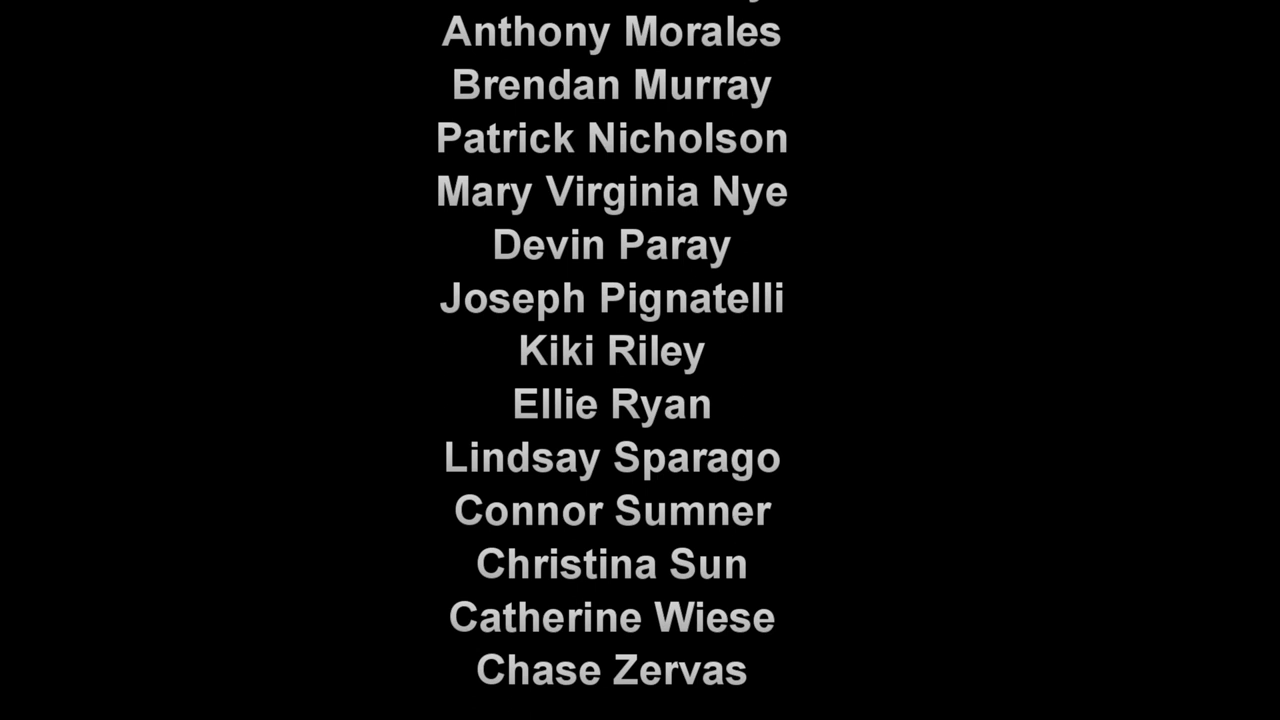 Anthony Morales
Brendan Murray
Patrick Nicholson
Mary Virginia Nye
Devin Paray
Joseph Pignatelli
Kiki Riley
Ellie Ryan
Lindsay Sparago
Connor Sumner
Christina Sun
Catherine Wiese
Chase Zervas